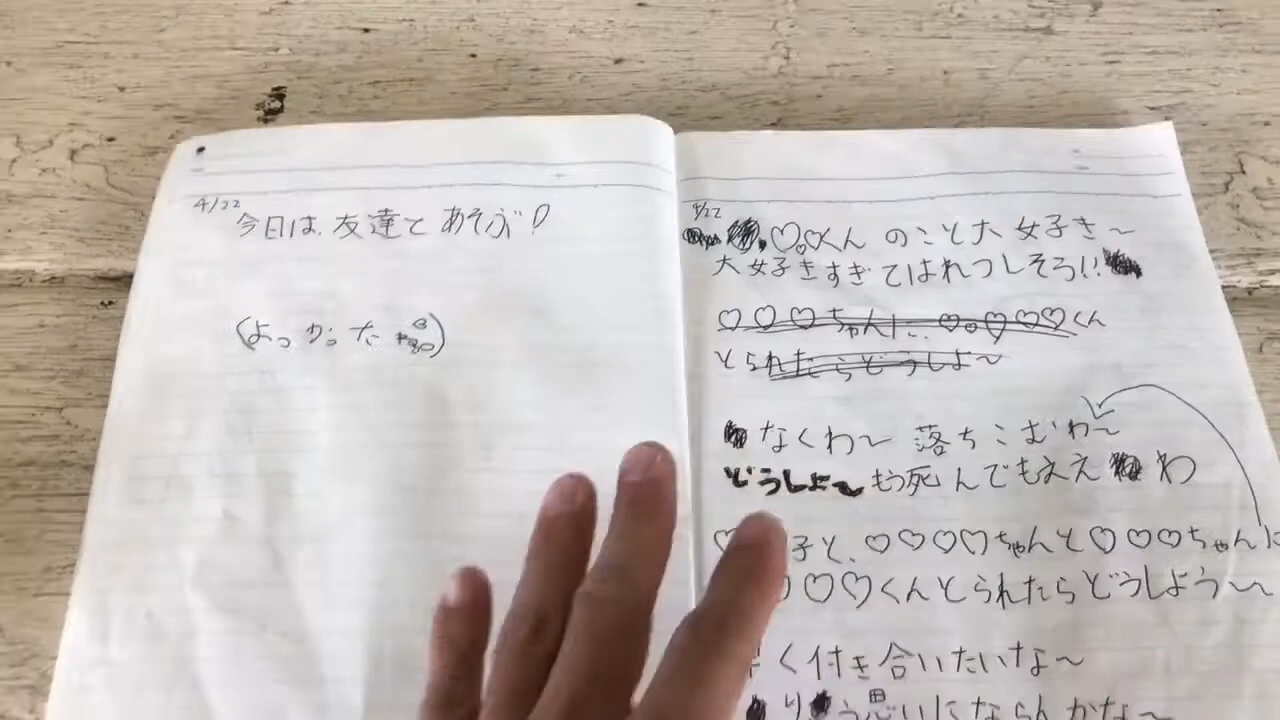 4/22
今日は、友達とあそぶ!
(よっかった
4/22
♡♡くん のこと大好き〜
大好きすぎてはれつしそう!!
♡♡♡ちゃんに、♡。♡♡♡くん
とられたらどうしよ〜
なくわ〜 落ちこむわ〜
どうしよ〜もう死んでもええ わ
子と、♡♡♡♡ちゃんと♡♡♡ちゃんに
♡♡くんとられたらどうしよう〜
く付き合いたいな〜
り う思いにならんかな〜